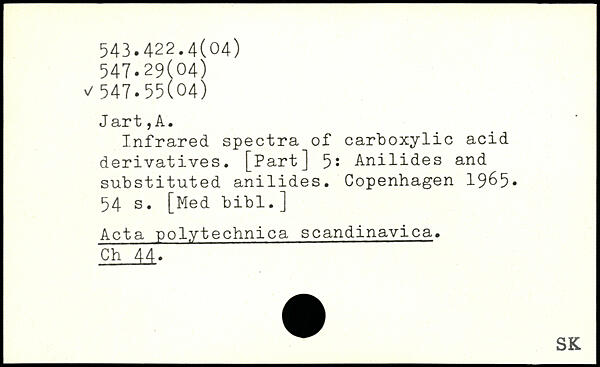 543.422.4(04)
547.29(04)
✓ 547.55(04)
Jart,A.
Infrared spectra of carboxylic acid
derivatives. [Part] 5: Anilides and
substituted anilides. Copenhagen 1965.
54 s. [Med bibl.]
Acta polytechnica scandinavica.
Ch 44.
SK